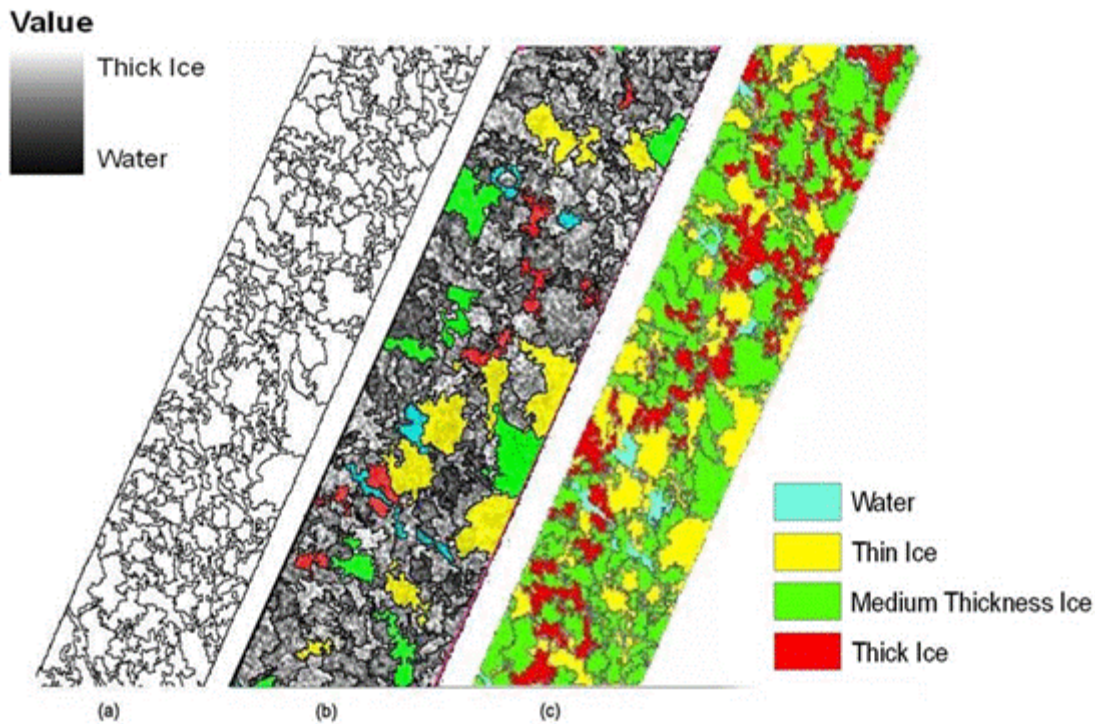 Value
Thick Ice
Water
Water
Thin Ice
Medium Thickness Ice
Thick Ice
(a)
(b)
(c)